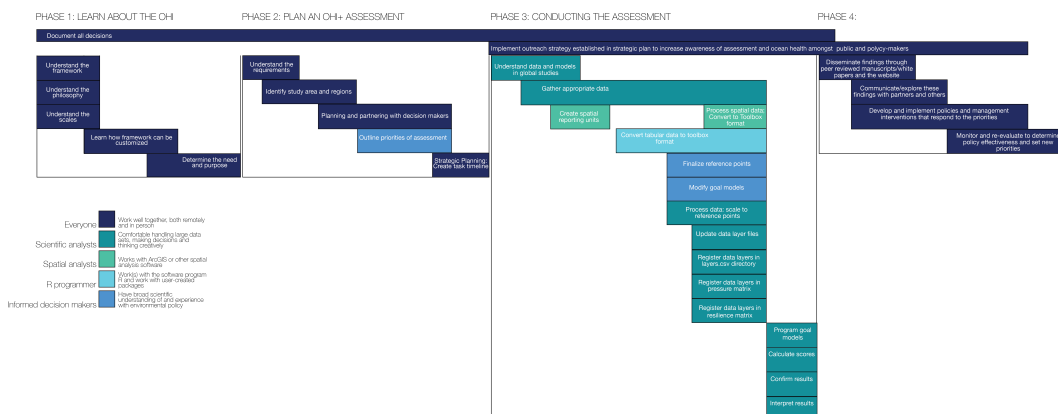 PHASE 1: LEARN ABOUT THE OHI
PHASE 2: PLAN AN OHI+ ASSESSMENT
PHASE 3: CONDUCTING THE ASSESSMENT
PHASE 4:
Document all decisions
Implement outreach strategy established in strategic plan to increase awareness of assessment and ocean health amongst public and policy-makers
Understand the
framework
Understand the
philosophy
Understand the
scales
Learn how framework can be
customized
Determine the need
and purpose
Understand the
requirements
Identify study area and regions
Planning and partnering with decision makers
Outline priorities of assessment
Strategic Planning:
Create task timeline
Understand data and models
in global studies
Gather appropriate data
Create spatial
reporting units
Process spatial data:
Convert to Toolbox
format
Convert tabular data to toolbox
format
Finalize reference points
Modify goal models
Process data: scale to
reference points
Update data layer files
Register data layers in
layers.csv directory
Register data layers in
pressure matrix
Register data layers in
resilience matrix
Program goal
models
Calculate scores
Confirm results
Interpret results
Disseminate findings through
peer reviewed manuscripts/white
papers and the website
Communicate/explore these
findings with partners and others
Develop and implement policies and management
interventions that respond to the priorities
Monitor and re-evaluate to determine
policy effectiveness and set new
priorities
Everyone
Work well together, both remotely
and in person
Scientific analysts
Comfortable handling large data
sets, making decisions and
thinking creatively
Spatial analysts
Works with ArcGIS or other spatial
analysis software
R programmer
Work(s) with the software program
R and work with user-created
packages
Informed decision makers
Have broad scientific
understanding of and experience
with environmental policy